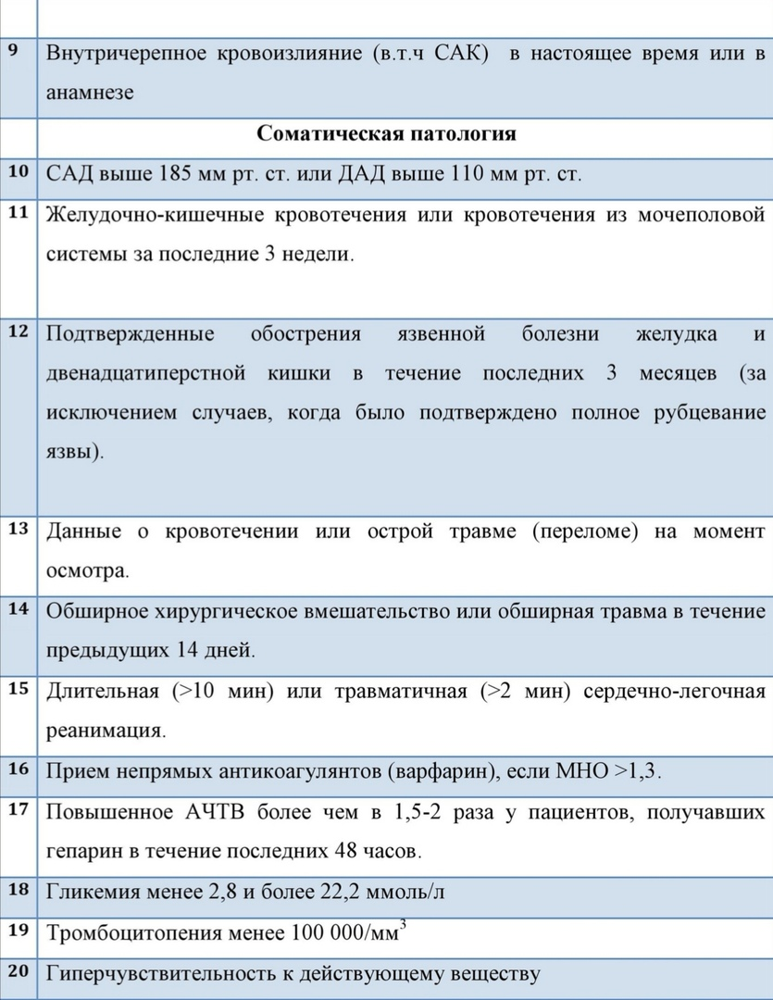 9 Внутричерепное кровоизлияние (в.т.ч САК) в настоящее время или в
анамнезе
Соматическая патология
10 САД выше 185 мм рт. ст. или ДАД выше 110 мм рт. ст.
11 Желудочно-кишечные кровотечения или кровотечения из мочеполовой
системы за последние 3 недели.
12 Подтвержденные обострения язвенной болезни желудка и
двенадцатиперстной кишки в течение последних 3 месяцев (за
исключением случаев, когда было подтверждено полное рубцевание
язвы).
13 Данные о кровотечении или острой травме (переломе) на момент
осмотра.
14 Обширное хирургическое вмешательство или обширная травма в течение
предыдущих 14 дней.
15 Длительная (>10 мин) или травматичная (>2 мин) сердечно-легочная
реанимация.
16 Прием непрямых антикоагулянтов (варфарин), если МНО >1,3.
17 Повышенное АЧТВ более чем в 1,5-2 раза у пациентов, получавших
гепарин в течение последних 48 часов.
18 Гликемия менее 2,8 и более 22,2 ммоль/л
19 Тромбоцитопения менее 100 000/мм³
20 Гиперчувствительность к действующему веществу